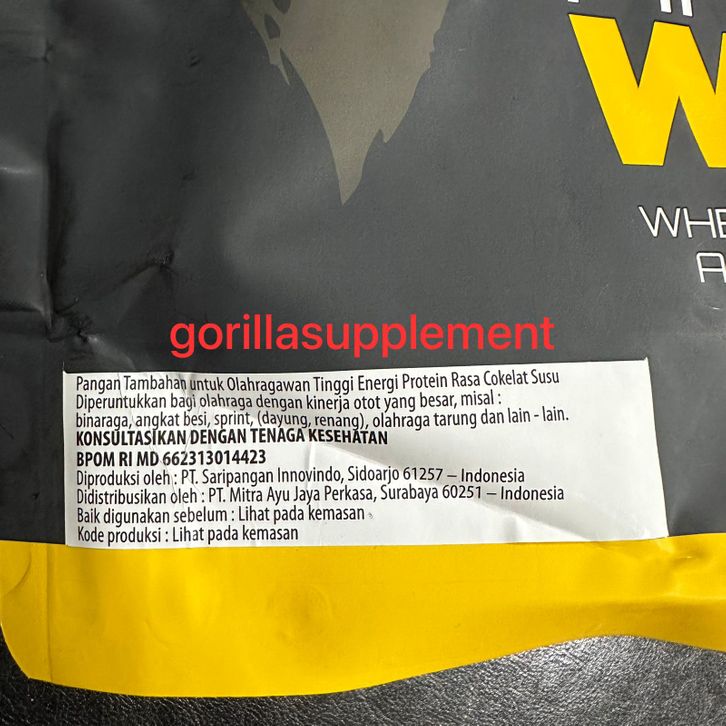 W
WHE
A
gorillasupplement
Pangan Tambahan untuk Olahragawan Tinggi Energi Protein Rasa Cokelat Susu
Diperuntukkan bagi olahraga dengan kinerja otot yang besar, misal :
binaraga, angkat besi, sprint, (dayung, renang), olahraga tarung dan lain - lain.
KONSULTASIKAN DENGAN TENAGA KESEHATAN
BPOM RI MD 662313014423
Diproduksi oleh : PT. Saripangan Innovindo, Sidoarjo 61257 – Indonesia
Didistribusikan oleh : PT. Mitra Ayu Jaya Perkasa, Surabaya 60251 – Indonesia
Baik digunakan sebelum : Lihat pada kemasan
Kode produksi : Lihat pada kemasan